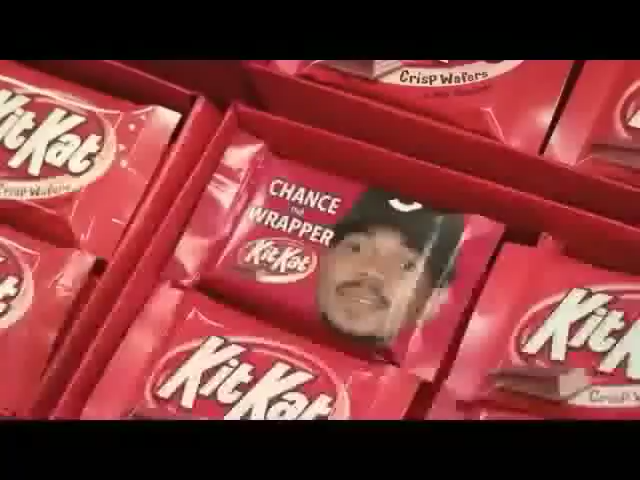 Crisp Wafers
KitKat
Crisp Wafers
CHANCE
THE
WRAPPER
KitKat
KitKat
KitKat
Crisp Wafers